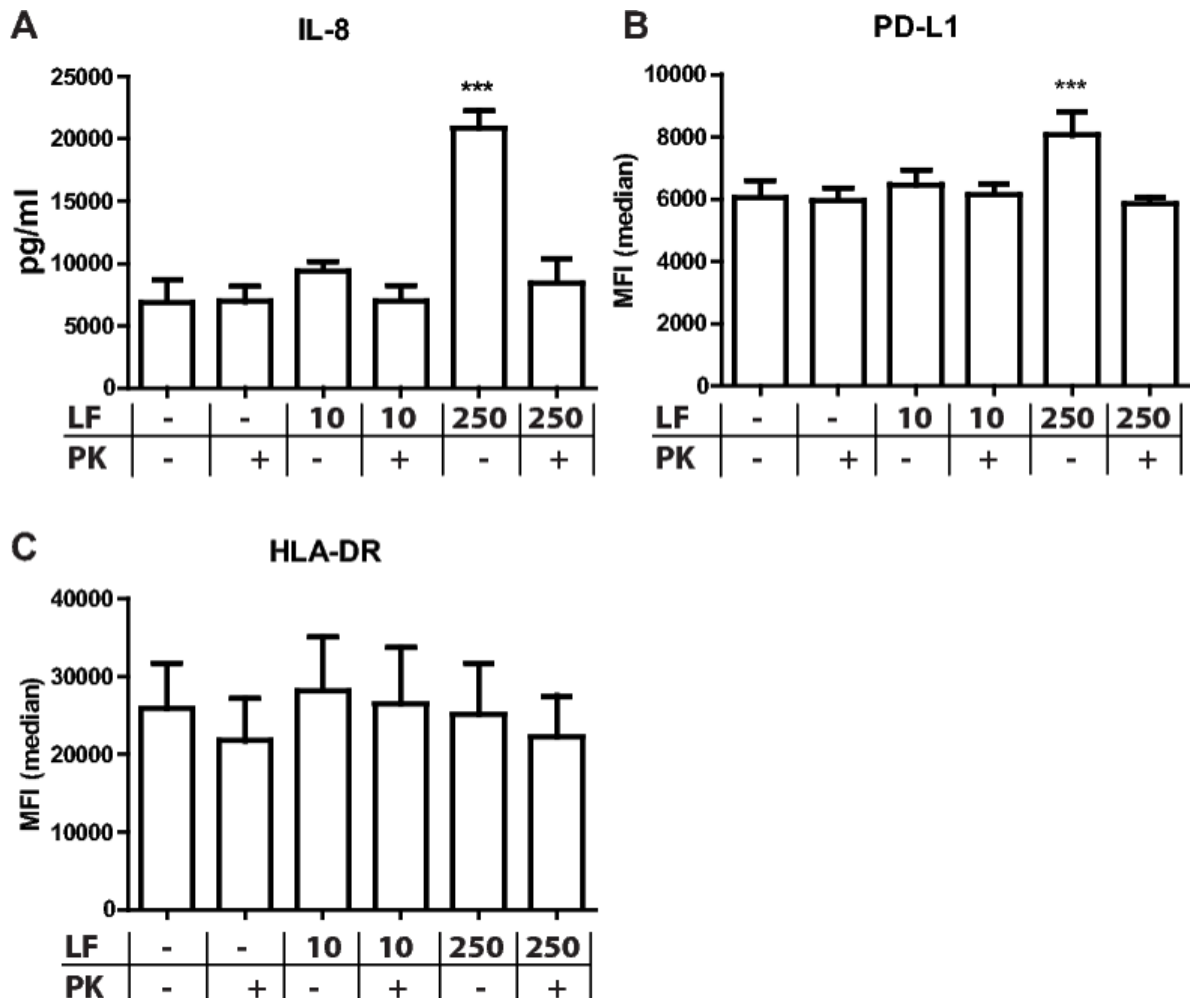 A
IL-8
pg/ml
25000
20000
15000
10000
5000
0
***
LF - - 10 10 250 250
PK - + - + - +
B
PD-L1
MFI (median)
10000
8000
6000
4000
2000
0
***
LF - - 10 10 250 250
PK - + - + - +
C
HLA-DR
MFI (median)
40000
30000
20000
10000
0
LF - - 10 10 250 250
PK - + - + - +